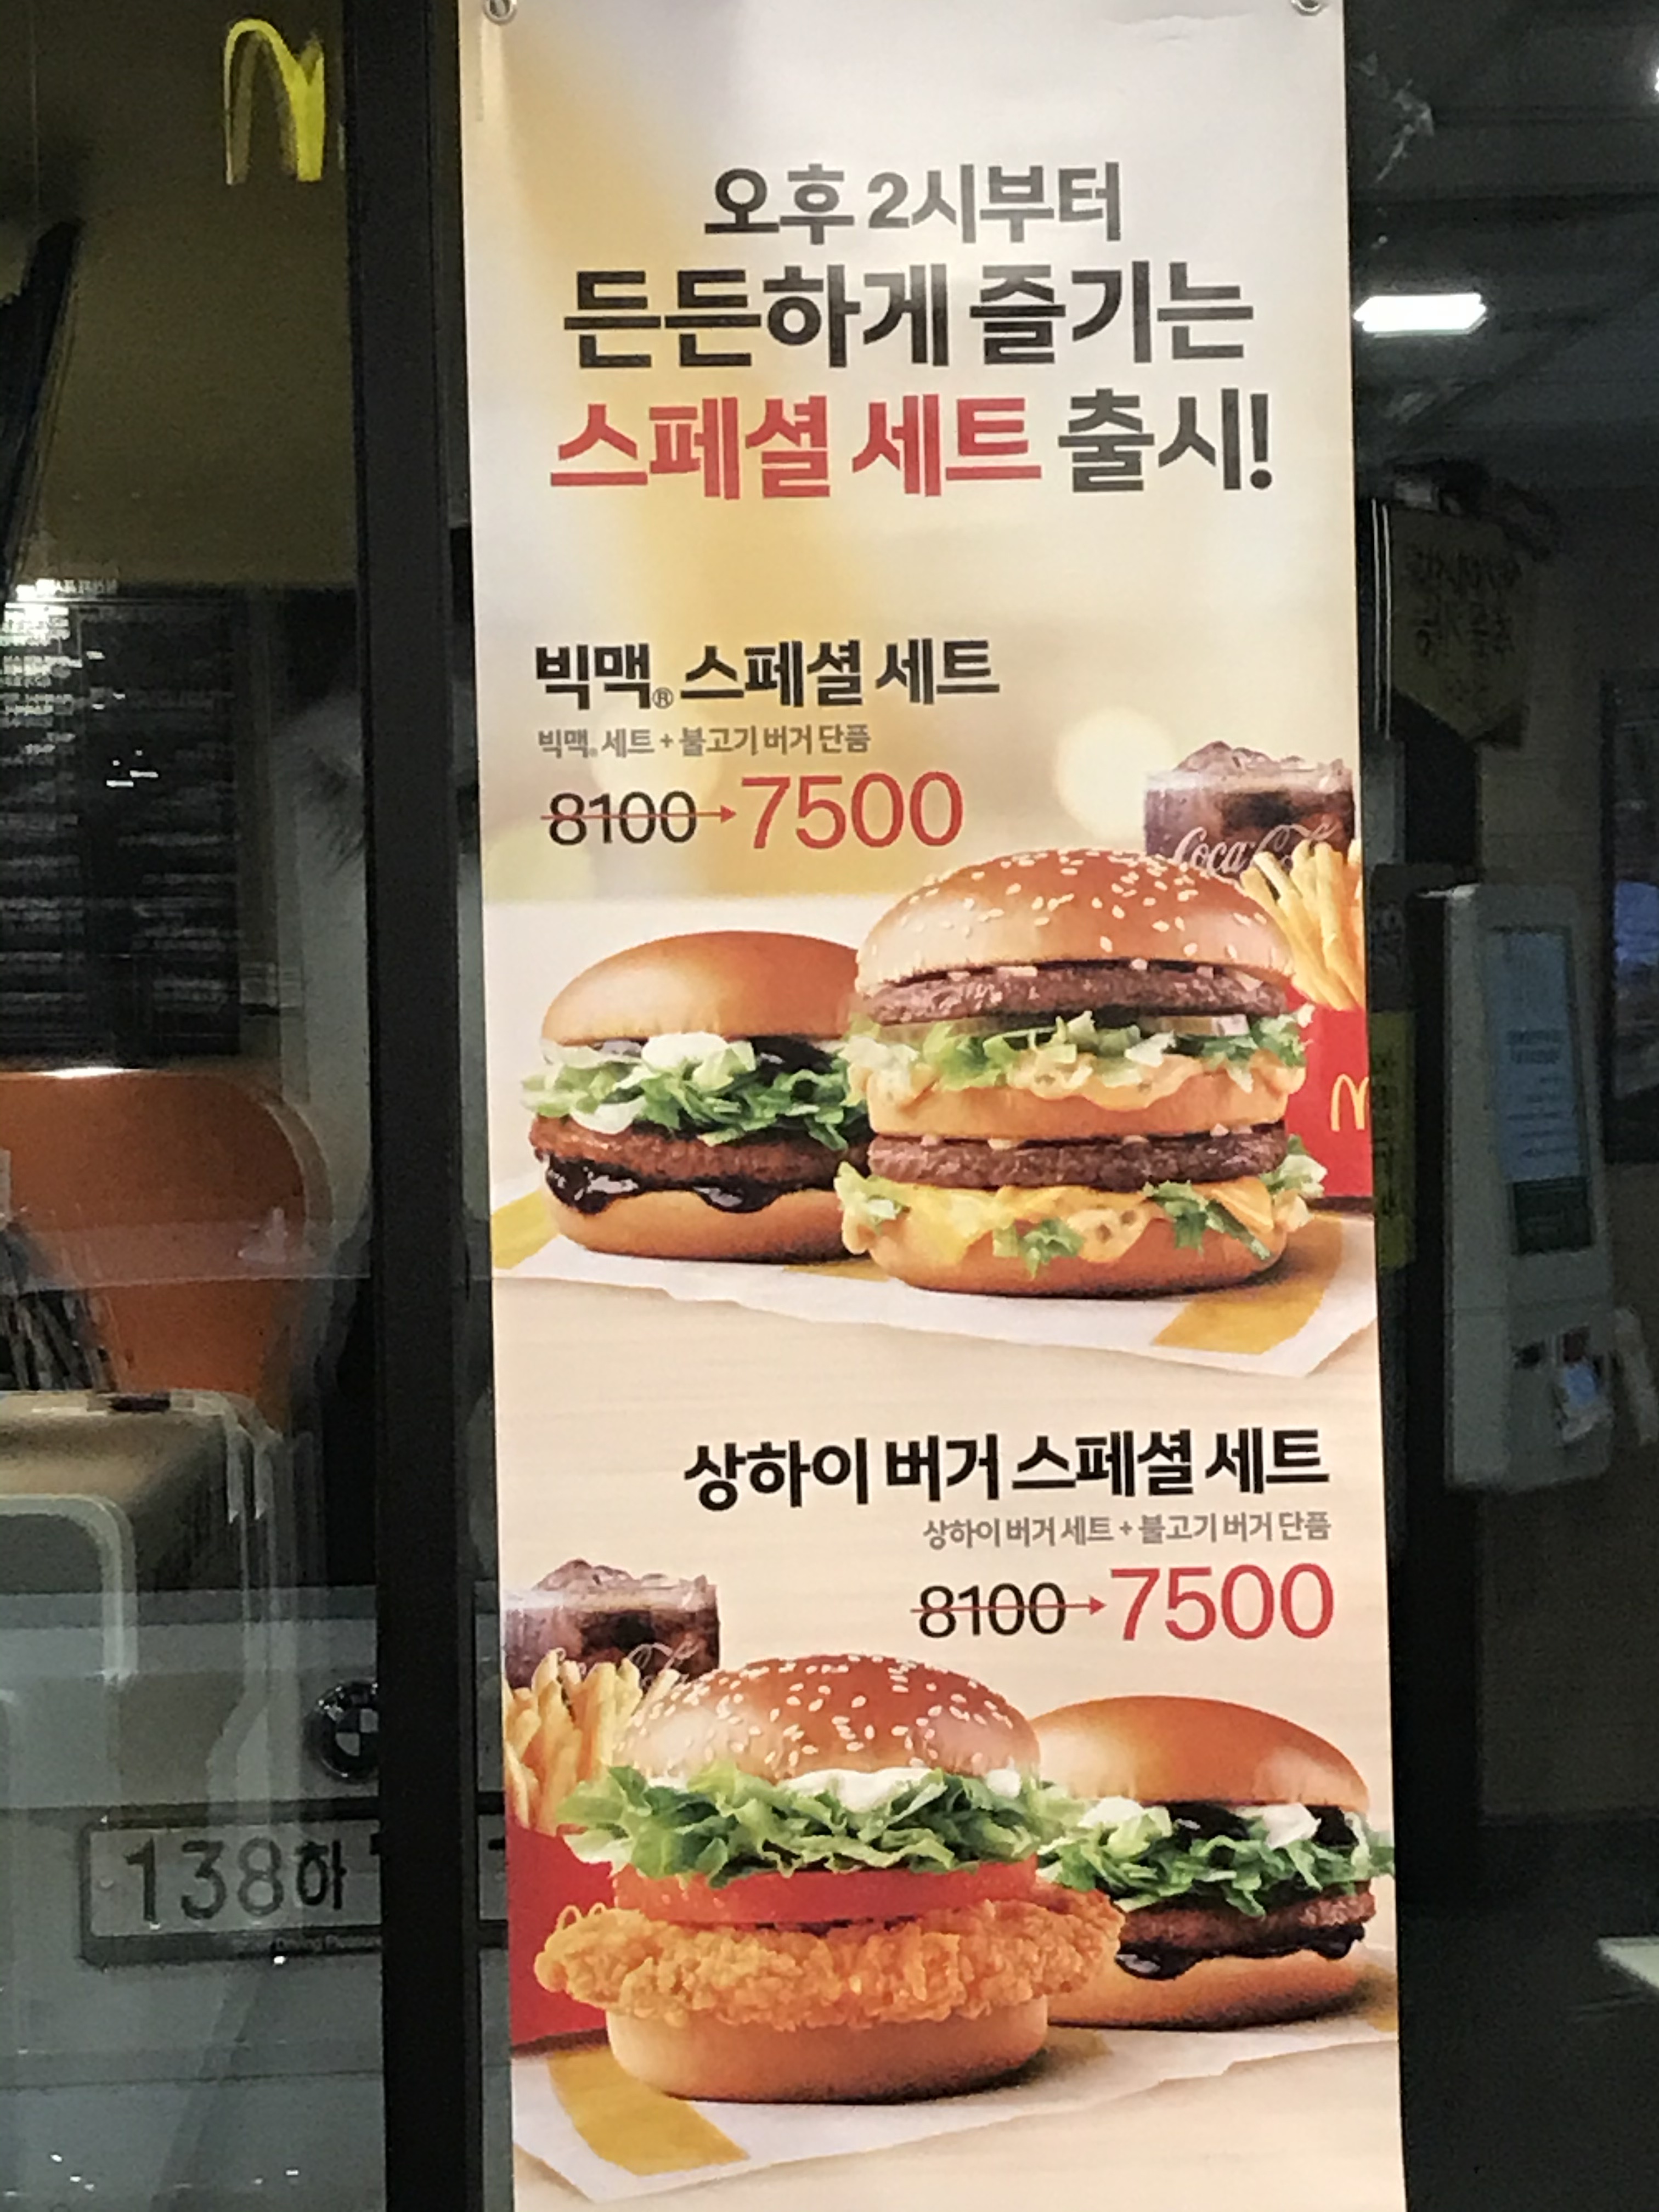 오후 2시부터
든든하게 즐기는
스페셜 세트 출시!
빅맥® 스페셜 세트
빅맥® 세트 + 불고기 버거 단품
8100→7500
Coca-Cola
상하이 버거 스페셜 세트
상하이 버거 세트 + 불고기 버거 단품
8100→7500
138하